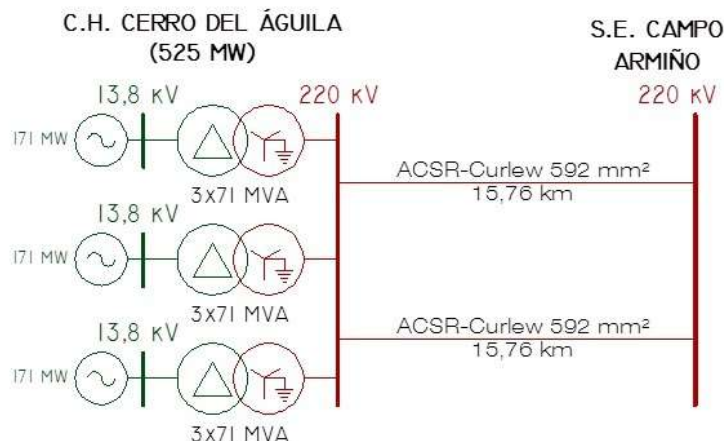 C.H. CERRO DEL ÁGUILA
(525 MW)
S.E. CAMPO
ARMIÑO
13,8 kV
220 kV
220 kV
171 MW
3x71 MVA
ACSR-Curlew 592 mm²
15,76 km
13,8 kV
171 MW
3x71 MVA
13,8 kV
ACSR-Curlew 592 mm²
15,76 km
171 MW
3x71 MVA